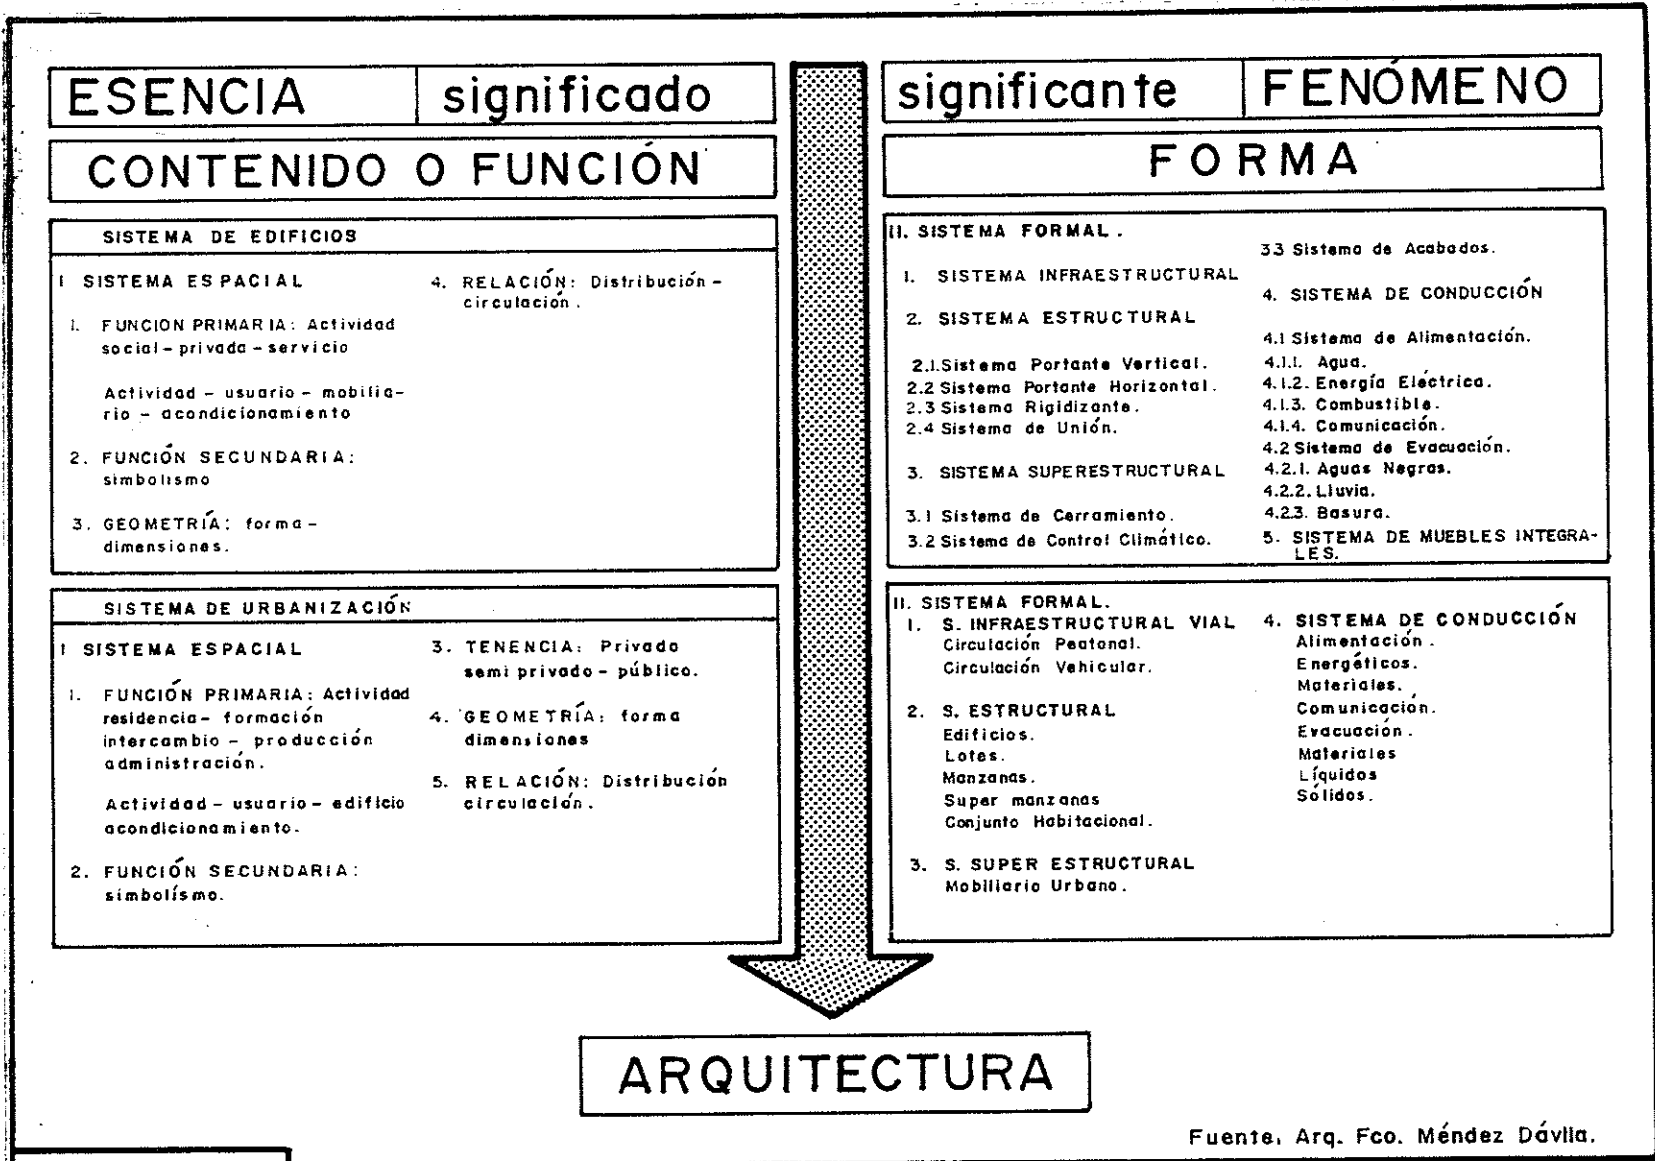 ESENCIA significado
CONTENIDO O FUNCIÓN
SISTEMA DE EDIFICIOS
I SISTEMA ESPACIAL
1. FUNCION PRIMARIA: Actividad
social - privada - servicio
Actividad - usuario - mobilia-
rio - acondicionamiento
2. FUNCIÓN SECUNDARIA:
simbolismo
3. GEOMETRÍA: forma -
dimensiones.
4. RELACIÓN: Distribución -
circulación.
SISTEMA DE URBANIZACIÓN
I SISTEMA ESPACIAL
1. FUNCIÓN PRIMARIA: Actividad
residencia - formación
intercambio - producción
administración.
Actividad - usuario - edificio
acondicionamiento.
2. FUNCIÓN SECUNDARIA:
simbolísmo.
3. TENENCIA: Privado
semi privado - público.
4. GEOMETRÍA: forma
dimensiones
5. RELACIÓN: Distribución
circulación.
significante FENÓMENO
FORMA
II. SISTEMA FORMAL.
1. SISTEMA INFRAESTRUCTURAL
2. SISTEMA ESTRUCTURAL
2.1. Sistema Portante Vertical.
2.2 Sistema Portante Horizontal.
2.3 Sistema Rigidizante.
2.4 Sistema de Unión.
3. SISTEMA SUPERESTRUCTURAL
3.1 Sistema de Cerramiento.
3.2 Sistema de Control Climático.
3.3 Sistema de Acabados.
4. SISTEMA DE CONDUCCIÓN
4.1 Sistema de Alimentación.
4.1.1. Agua.
4.1.2. Energía Eléctrica.
4.1.3. Combustible.
4.1.4. Comunicación.
4.2 Sistema de Evacuación.
4.2.1. Aguas Negras.
4.2.2. Lluvia.
4.2.3. Basura.
5. SISTEMA DE MUEBLES INTEGRA-
LES.
II. SISTEMA FORMAL.
1. S. INFRAESTRUCTURAL VIAL
Circulación Peatonal.
Circulación Vehicular.
2. S. ESTRUCTURAL
Edificios.
Lotes.
Manzanas.
Super manzanas
Conjunto Habitacional.
3. S. SUPER ESTRUCTURAL
Mobiliario Urbano.
4. SISTEMA DE CONDUCCIÓN
Alimentación.
Energéticos.
Materiales.
Comunicación.
Evacuación.
Materiales
Líquidos
Sólidos.
ARQUITECTURA
Fuente. Arq. Fco. Méndez Dávila.